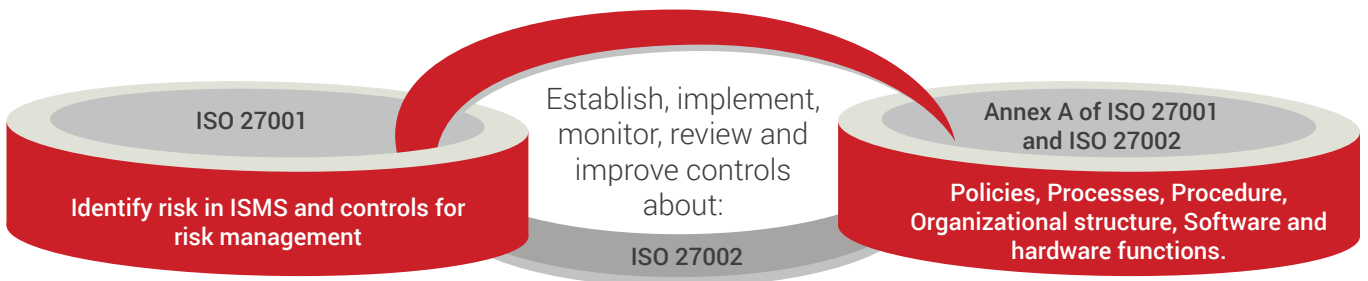 ISO 27001
Identify risk in ISMS and controls for
risk management
Establish, implement,
monitor, review and
improve controls
about:
ISO 27002
Annex A of ISO 27001
and ISO 27002
Policies, Processes, Procedure,
Organizational structure, Software and
hardware functions.